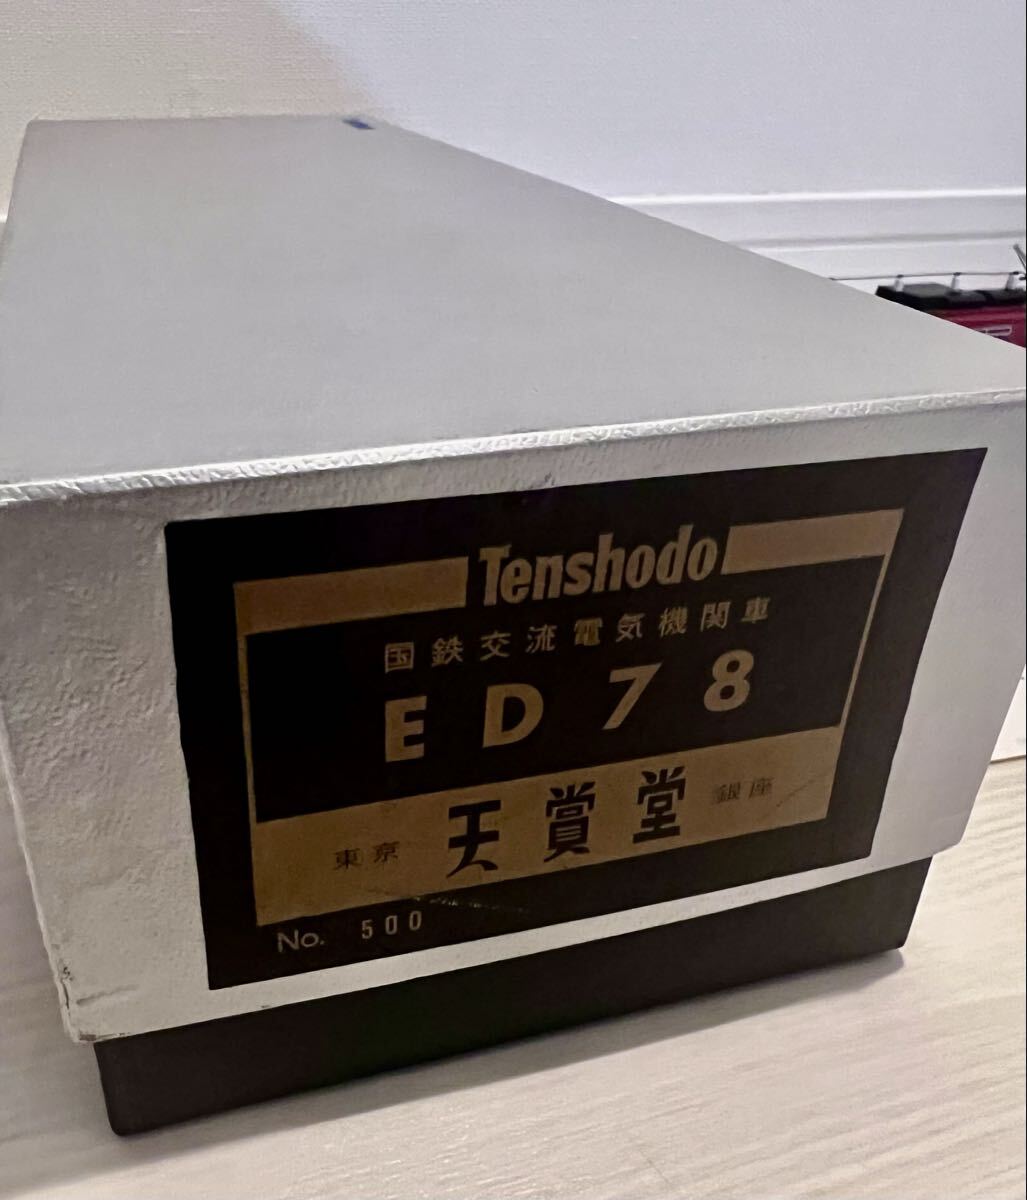 Tenshodo
国鉄交流電気機関車
ED78
東京 天賞堂 銀座
No. 500